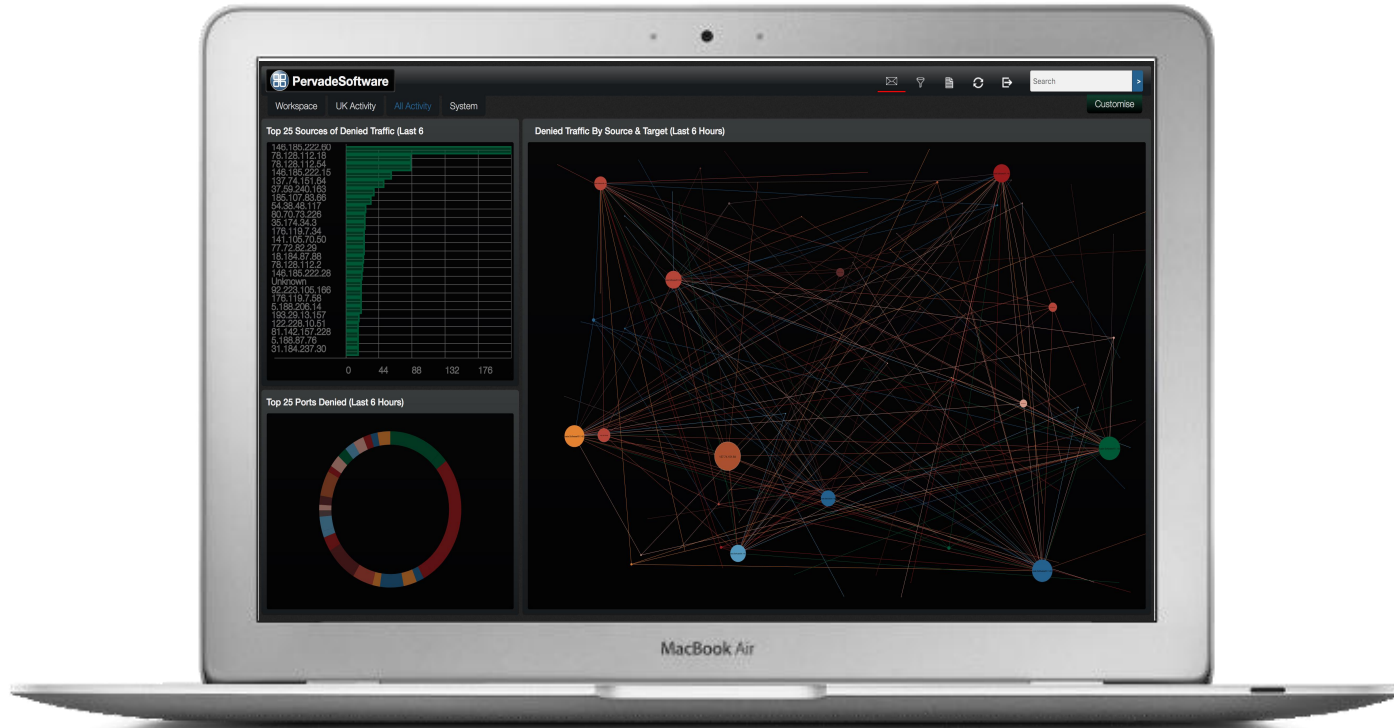 PervadeSoftware
Search
>
Workspace UK Activity All Activity System
Customise
Top 25 Sources of Denied Traffic (Last 6
146.185.222.60
78.128.112.18
78.128.112.54
146.185.222.15
137.74.151.64
37.59.240.163
185.107.83.66
54.38.48.117
80.70.73.226
35.174.34.3
176.119.7.34
141.105.70.50
77.72.82.29
18.184.87.88
78.128.112.2
146.185.222.28
Unknown
92.223.105.166
176.119.7.58
5.188.206.14
193.29.13.157
122.228.10.51
81.142.157.228
5.188.87.76
31.184.237.30
0 44 88 132 176
Top 25 Ports Denied (Last 6 Hours)
Denied Traffic By Source & Target (Last 6 Hours)
MacBook Air